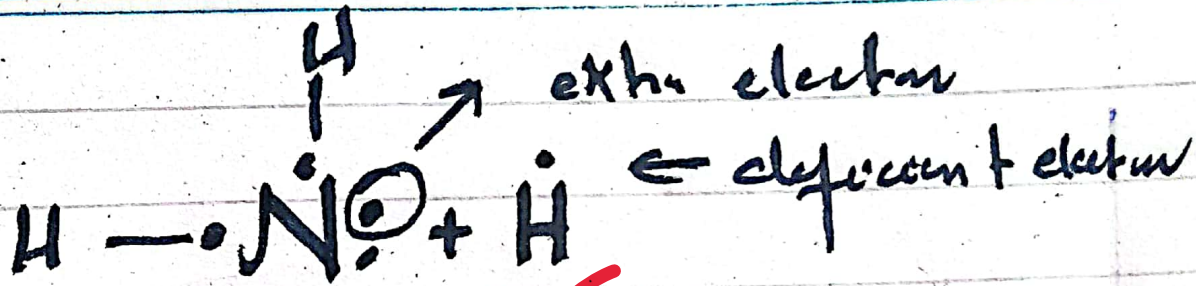 H
→ extra electron
← deficient electron
H — N + H